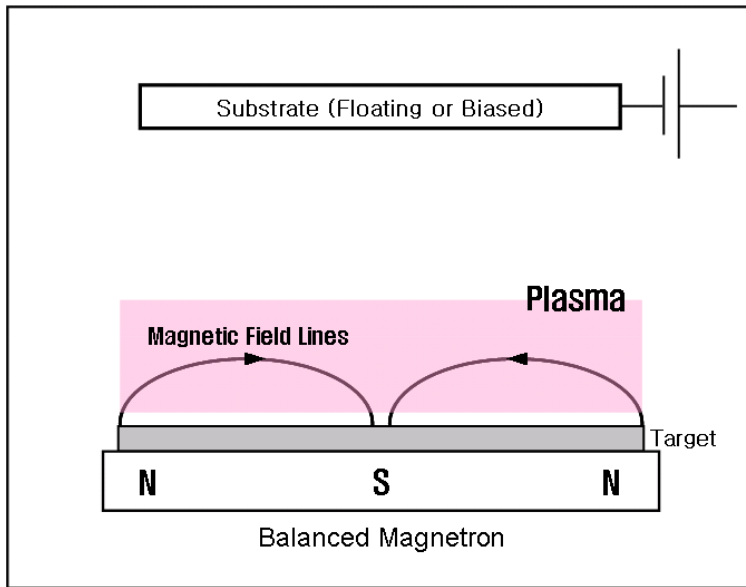 Substrate (Floating or Biased)
Plasma
Magnetic Field Lines
Target
N S N
Balanced Magnetron